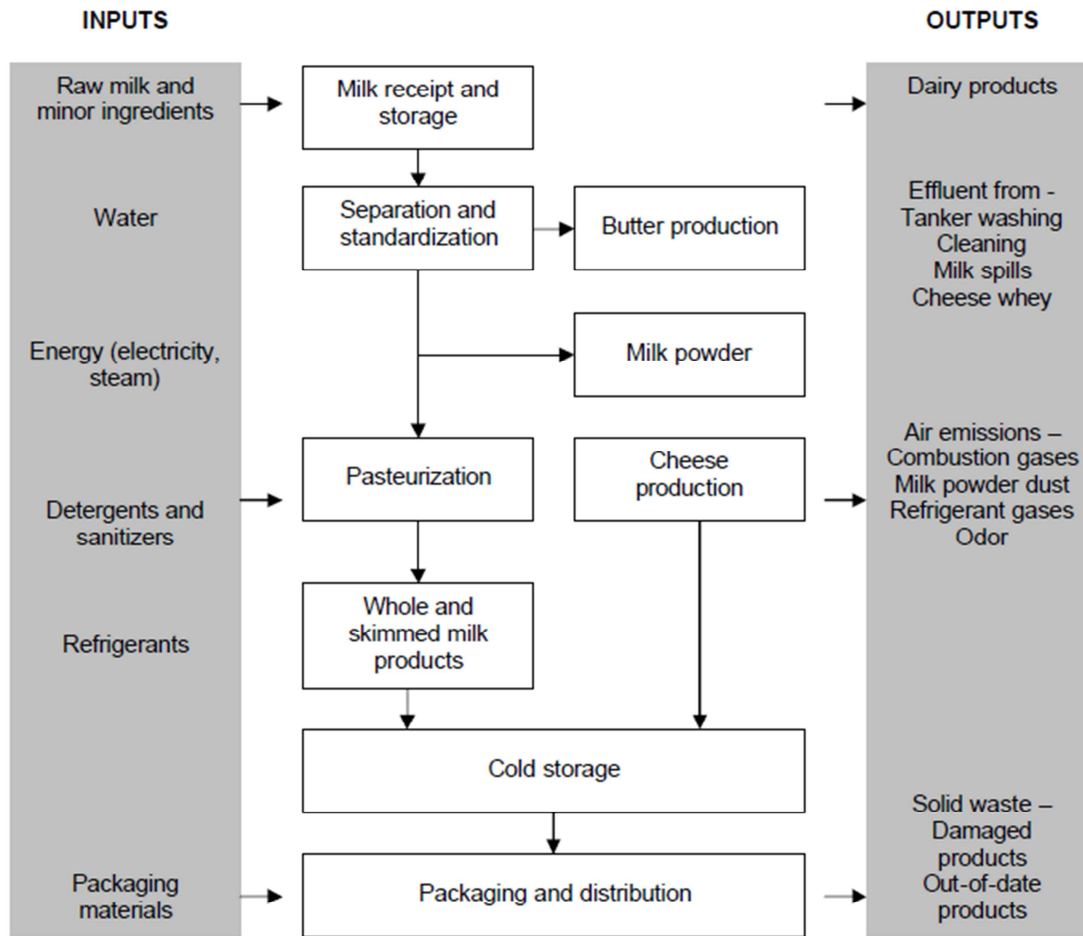 INPUTS
OUTPUTS
Raw milk and
minor ingredients
Milk receipt and
storage
Dairy products
Water
Separation and
standardization
Butter production
Effluent from -
Tanker washing
Cleaning
Milk spills
Cheese whey
Energy (electricity,
steam)
Milk powder
Detergents and
sanitizers
Pasteurization
Cheese
production
Air emissions –
Combustion gases
Milk powder dust
Refrigerant gases
Odor
Refrigerants
Whole and
skimmed milk
products
Cold storage
Solid waste –
Damaged
products
Out-of-date
products
Packaging
materials
Packaging and distribution